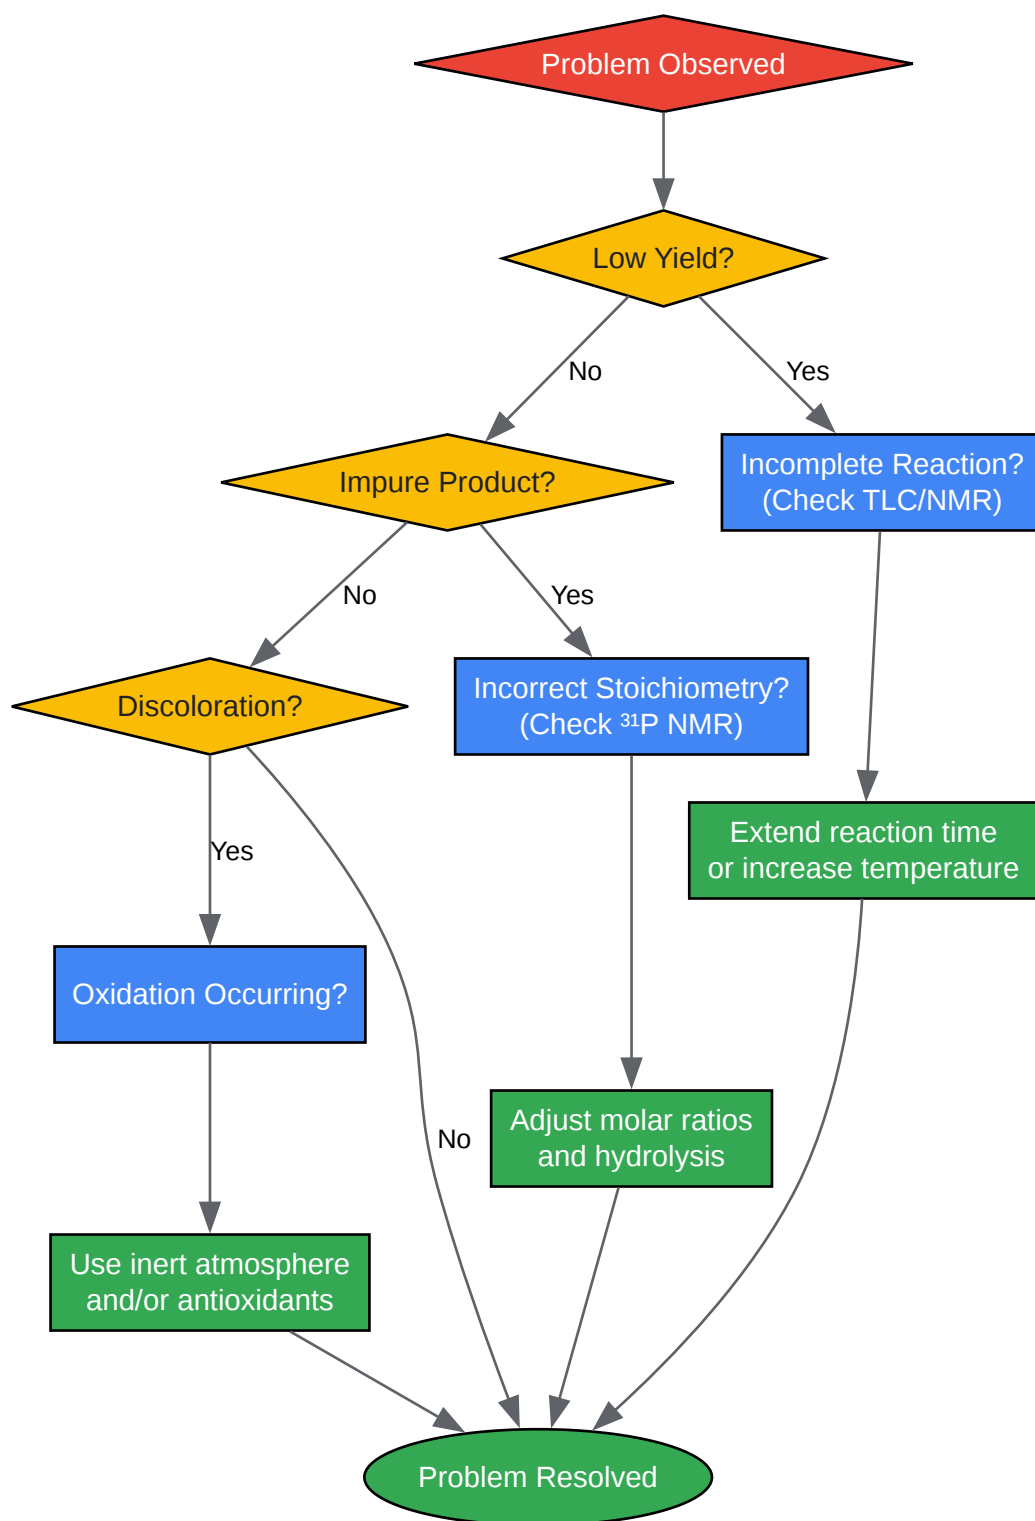 Problem Observed
Low Yield?
No
Yes
Impure Product?
Incomplete Reaction?
(Check TLC/NMR)
No
Yes
Discoloration?
Incorrect Stoichiometry?
(Check ³¹P NMR)
Extend reaction time
or increase temperature
Yes
Oxidation Occurring?
No
Adjust molar ratios
and hydrolysis
Use inert atmosphere
and/or antioxidants
Problem Resolved